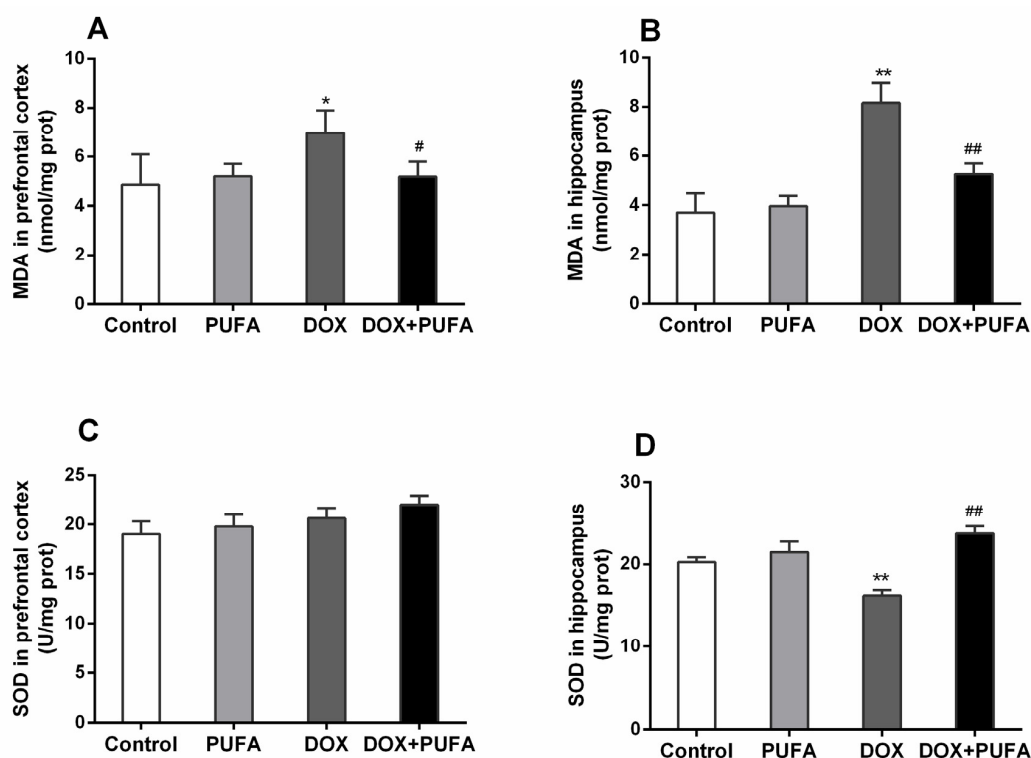 A
MDA in prefrontal cortex
(nmol/mg prot)
10
8
6
4
2
0
*
#
Control PUFA DOX DOX+PUFA
B
MDA in hippocampus
(nmol/mg prot)
10
8
6
4
2
0
**
##
Control PUFA DOX DOX+PUFA
C
SOD in prefrontal cortex
(U/mg prot)
25
20
15
10
5
0
Control PUFA DOX DOX+PUFA
D
SOD in hippocampus
(U/mg prot)
30
20
10
0
**
##
Control PUFA DOX DOX+PUFA